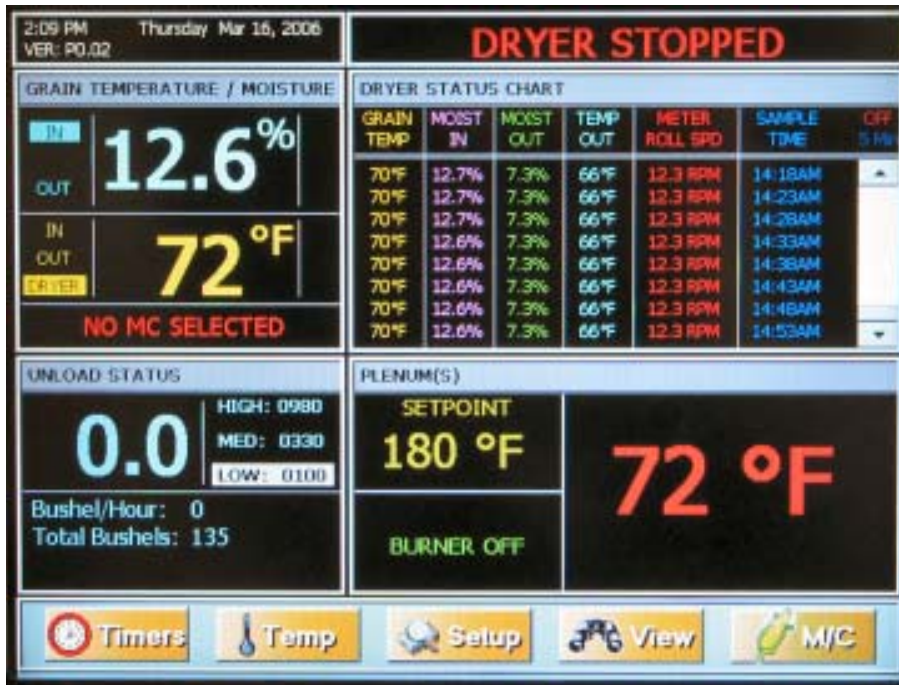 2:09 PM Thursday Mar 16, 2006
VER: P0.02
DRYER STOPPED
GRAIN TEMPERATURE / MOISTURE
IN
OUT
12.6%
IN
OUT
DRYER
72°F
NO MC SELECTED
DRYER STATUS CHART
GRAIN TEMP MOIST IN MOIST OUT TEMP OUT METER ROLL SPD SAMPLE TIME OFF 5
70°F 12.7% 7.3% 66°F 12.3 RPM 14:18AM
70°F 12.7% 7.3% 66°F 12.3 RPM 14:23AM
70°F 12.7% 7.3% 66°F 12.3 RPM 14:28AM
70°F 12.6% 7.3% 66°F 12.3 RPM 14:33AM
70°F 12.6% 7.3% 66°F 12.3 RPM 14:38AM
70°F 12.6% 7.3% 66°F 12.3 RPM 14:43AM
70°F 12.6% 7.3% 66°F 12.3 RPM 14:48AM
70°F 12.6% 7.3% 66°F 12.3 RPM 14:53AM
UNLOAD STATUS
0.0
HIGH: 0980
MED: 0330
LOW: 0100
Bushel/Hour: 0
Total Bushels: 135
PLENUM(S)
SETPOINT
180 °F
BURNER OFF
72 °F
Timers
Temp
Setup
View
M/C